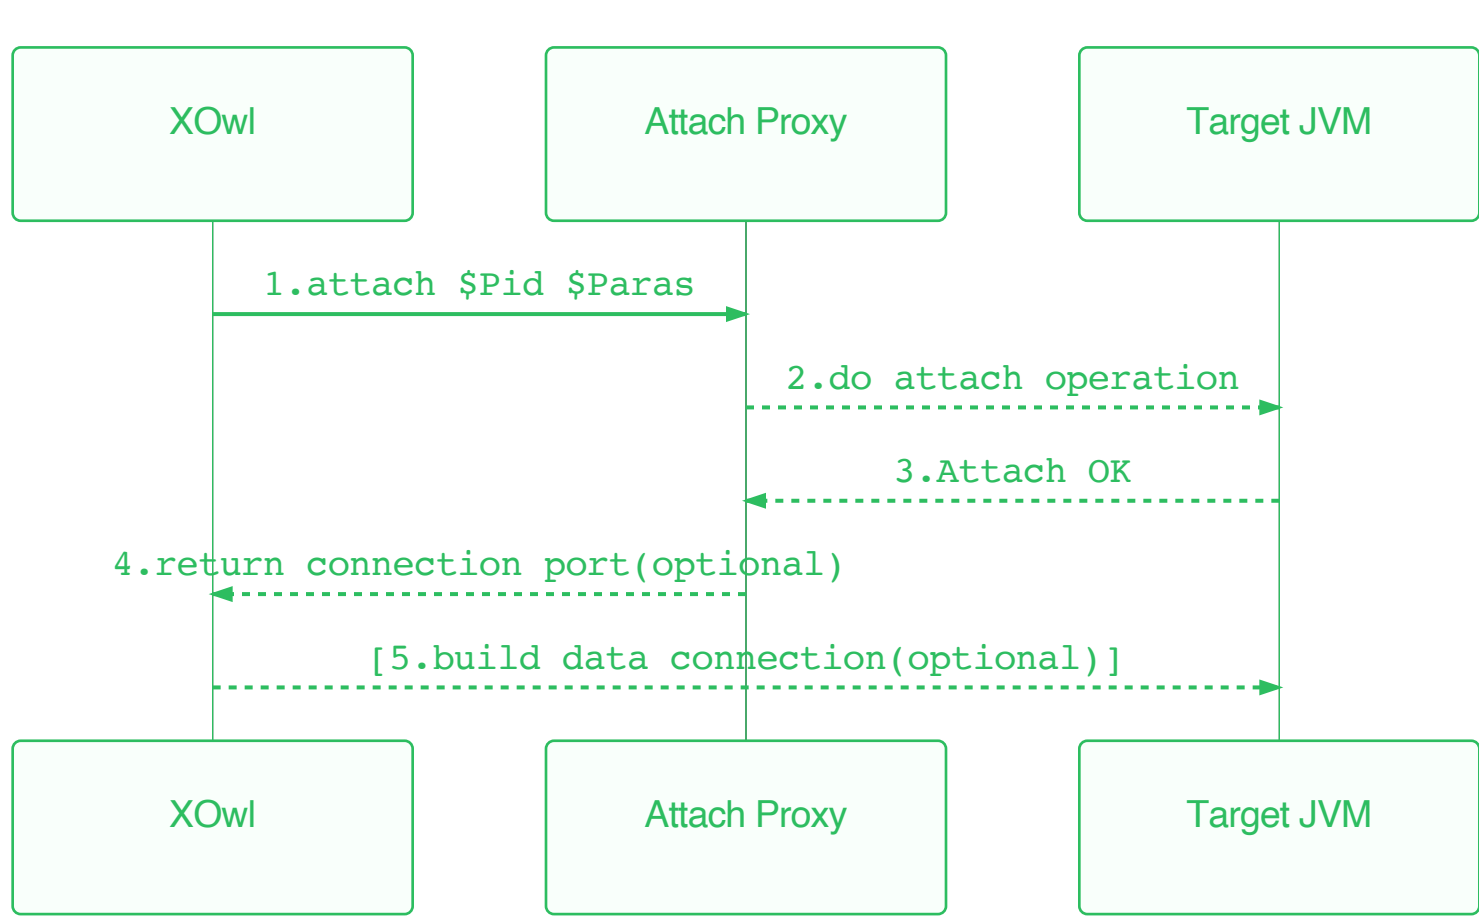 XOwl
Attach Proxy
Target JVM
1.attach $Pid $Paras
2.do attach operation
3.Attach OK
4.return connection port(optional)
[5.build data connection(optional)]
XOwl
Attach Proxy
Target JVM